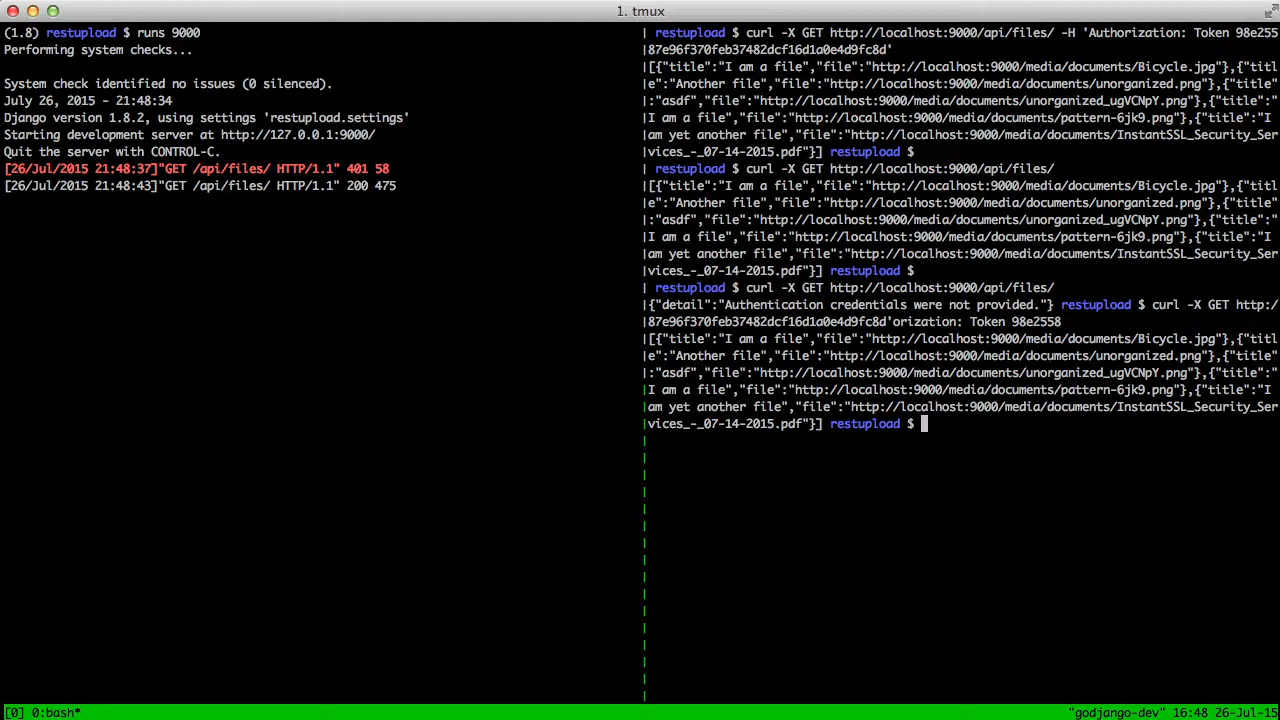 1. tmux
(1.8) restupload $ runs 9000
Performing system checks...
System check identified no issues (0 silenced).
July 26, 2015 - 21:48:34
Django version 1.8.2, using settings 'restupload.settings'
Starting development server at http://127.0.0.1:9000/
Quit the server with CONTROL-C.
[26/Jul/2015 21:48:37]"GET /api/files/ HTTP/1.1" 401 58
[26/Jul/2015 21:48:43]"GET /api/files/ HTTP/1.1" 200 475
restupload $ curl -X GET http://localhost:9000/api/files/ -H 'Authorization: Token 98e255
87e96f370feb37482dcf16d1a0e4d9fc8d'
[{"title":"I am a file","file":"http://localhost:9000/media/documents/Bicycle.jpg"},{"titl
e":"Another file","file":"http://localhost:9000/media/documents/unorganized.png"},{"title"
:"asdf","file":"http://localhost:9000/media/documents/unorganized_ugVCNpY.png"},{"title":"
I am a file","file":"http://localhost:9000/media/documents/pattern-6jk9.png"},{"title":"I
am yet another file","file":"http://localhost:9000/media/documents/InstantSSL_Security_Ser
vices_-_07-14-2015.pdf"}] restupload $
restupload $ curl -X GET http://localhost:9000/api/files/
[{"title":"I am a file","file":"http://localhost:9000/media/documents/Bicycle.jpg"},{"titl
e":"Another file","file":"http://localhost:9000/media/documents/unorganized.png"},{"title"
:"asdf","file":"http://localhost:9000/media/documents/unorganized_ugVCNpY.png"},{"title":"
I am a file","file":"http://localhost:9000/media/documents/pattern-6jk9.png"},{"title":"I
am yet another file","file":"http://localhost:9000/media/documents/InstantSSL_Security_Ser
vices_-_07-14-2015.pdf"}] restupload $
restupload $ curl -X GET http://localhost:9000/api/files/
{"detail":"Authentication credentials were not provided."} restupload $ curl -X GET http:/
87e96f370feb37482dcf16d1a0e4d9fc8d'orization: Token 98e2558
[{"title":"I am a file","file":"http://localhost:9000/media/documents/Bicycle.jpg"},{"titl
e":"Another file","file":"http://localhost:9000/media/documents/unorganized.png"},{"title"
:"asdf","file":"http://localhost:9000/media/documents/unorganized_ugVCNpY.png"},{"title":"
I am a file","file":"http://localhost:9000/media/documents/pattern-6jk9.png"},{"title":"I
am yet another file","file":"http://localhost:9000/media/documents/InstantSSL_Security_Ser
vices_-_07-14-2015.pdf"}] restupload $
[0] 0:bash*
"godjango-dev" 16:48 26-Jul-15